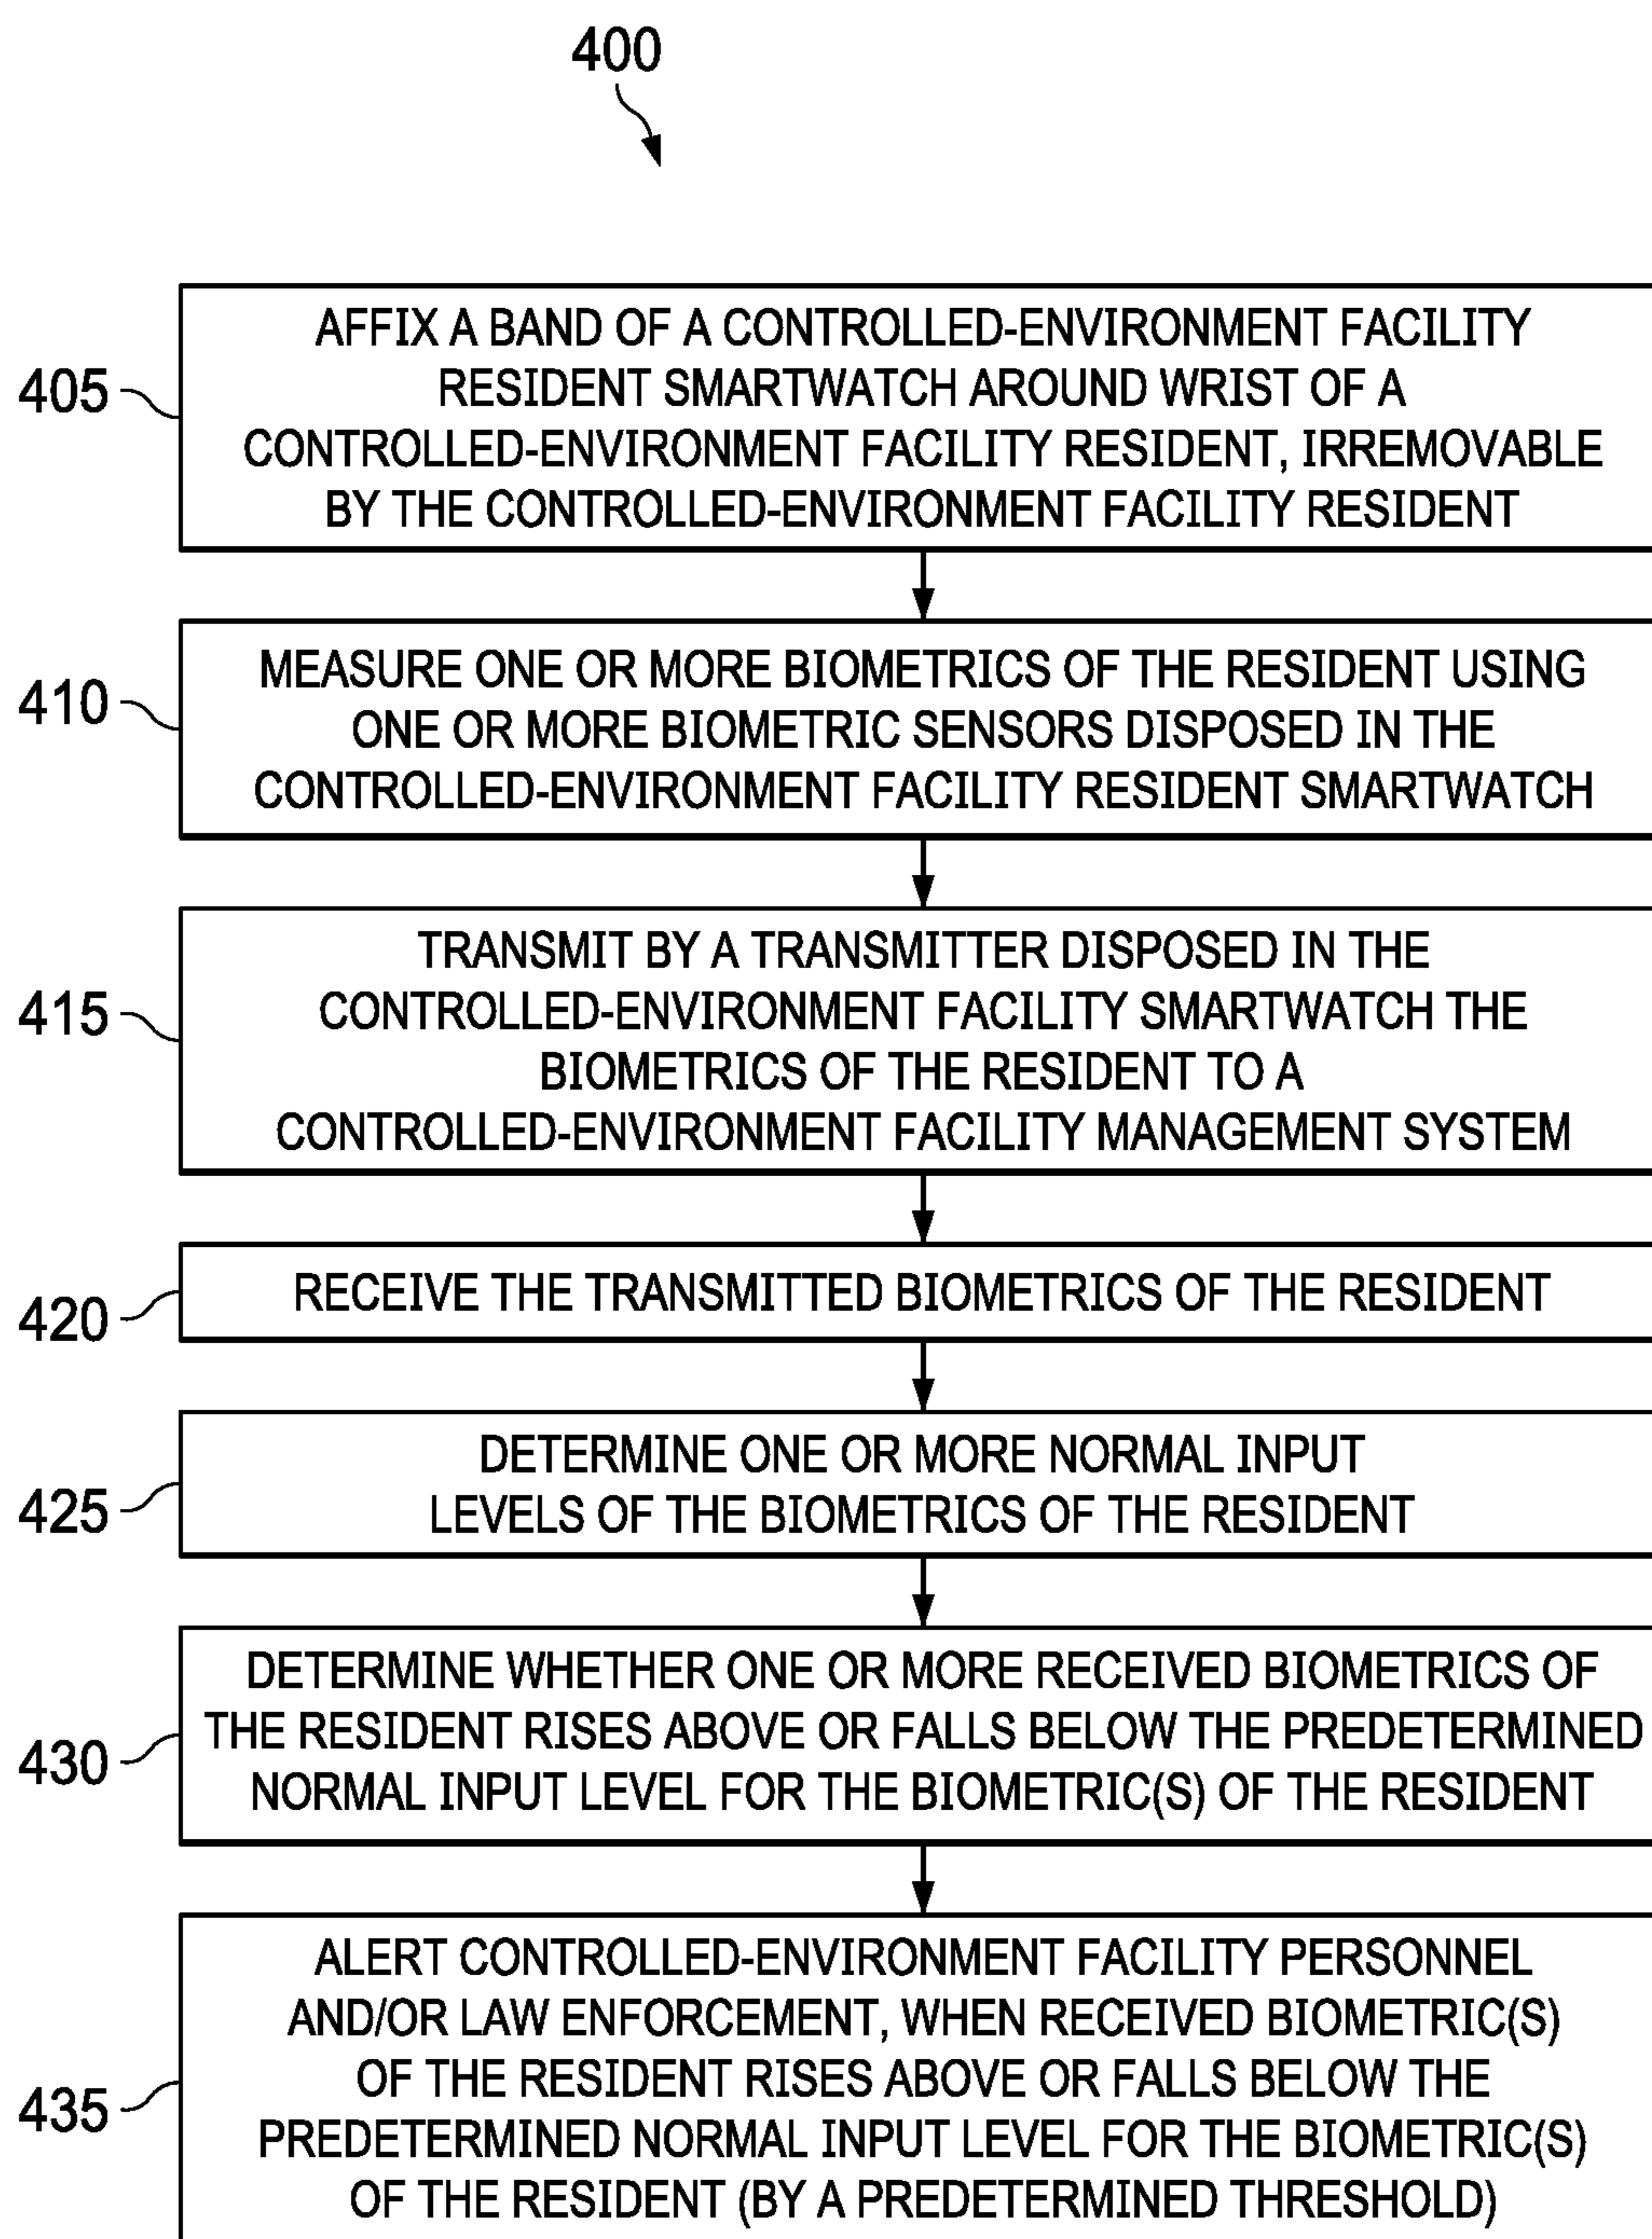 400
405
AFFIX A BAND OF A CONTROLLED-ENVIRONMENT FACILITY
RESIDENT SMARTWATCH AROUND WRIST OF A
CONTROLLED-ENVIRONMENT FACILITY RESIDENT, IRREMOVABLE
BY THE CONTROLLED-ENVIRONMENT FACILITY RESIDENT
410
MEASURE ONE OR MORE BIOMETRICS OF THE RESIDENT USING
ONE OR MORE BIOMETRIC SENSORS DISPOSED IN THE
CONTROLLED-ENVIRONMENT FACILITY RESIDENT SMARTWATCH
415
TRANSMIT BY A TRANSMITTER DISPOSED IN THE
CONTROLLED-ENVIRONMENT FACILITY SMARTWATCH THE
BIOMETRICS OF THE RESIDENT TO A
CONTROLLED-ENVIRONMENT FACILITY MANAGEMENT SYSTEM
420
RECEIVE THE TRANSMITTED BIOMETRICS OF THE RESIDENT
425
DETERMINE ONE OR MORE NORMAL INPUT
LEVELS OF THE BIOMETRICS OF THE RESIDENT
430
DETERMINE WHETHER ONE OR MORE RECEIVED BIOMETRICS OF
THE RESIDENT RISES ABOVE OR FALLS BELOW THE PREDETERMINED
NORMAL INPUT LEVEL FOR THE BIOMETRIC(S) OF THE RESIDENT
435
ALERT CONTROLLED-ENVIRONMENT FACILITY PERSONNEL
AND/OR LAW ENFORCEMENT, WHEN RECEIVED BIOMETRIC(S)
OF THE RESIDENT RISES ABOVE OR FALLS BELOW THE
PREDETERMINED NORMAL INPUT LEVEL FOR THE BIOMETRIC(S)
OF THE RESIDENT (BY A PREDETERMINED THRESHOLD)